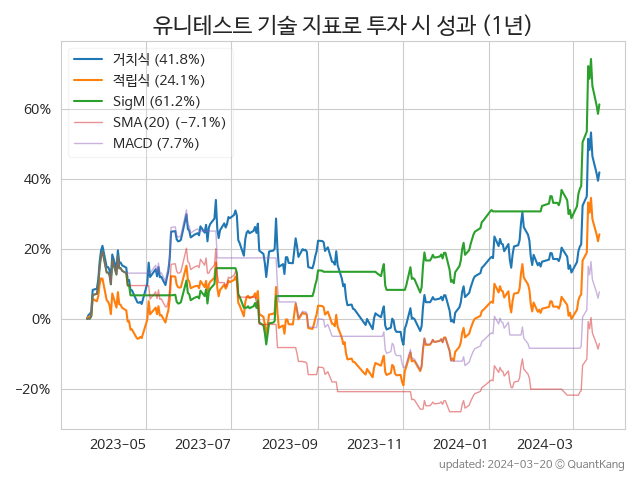 유니테스트 기술 지표로 투자 시 성과 (1년)
거치식 (41.8%)
적립식 (24.1%)
SigM (61.2%)
SMA(20) (−7.1%)
MACD (7.7%)
60%
40%
20%
0%
−20%
2023-05 2023-07 2023-09 2023-11 2024-01 2024-03
updated: 2024-03-20 © QuantKang